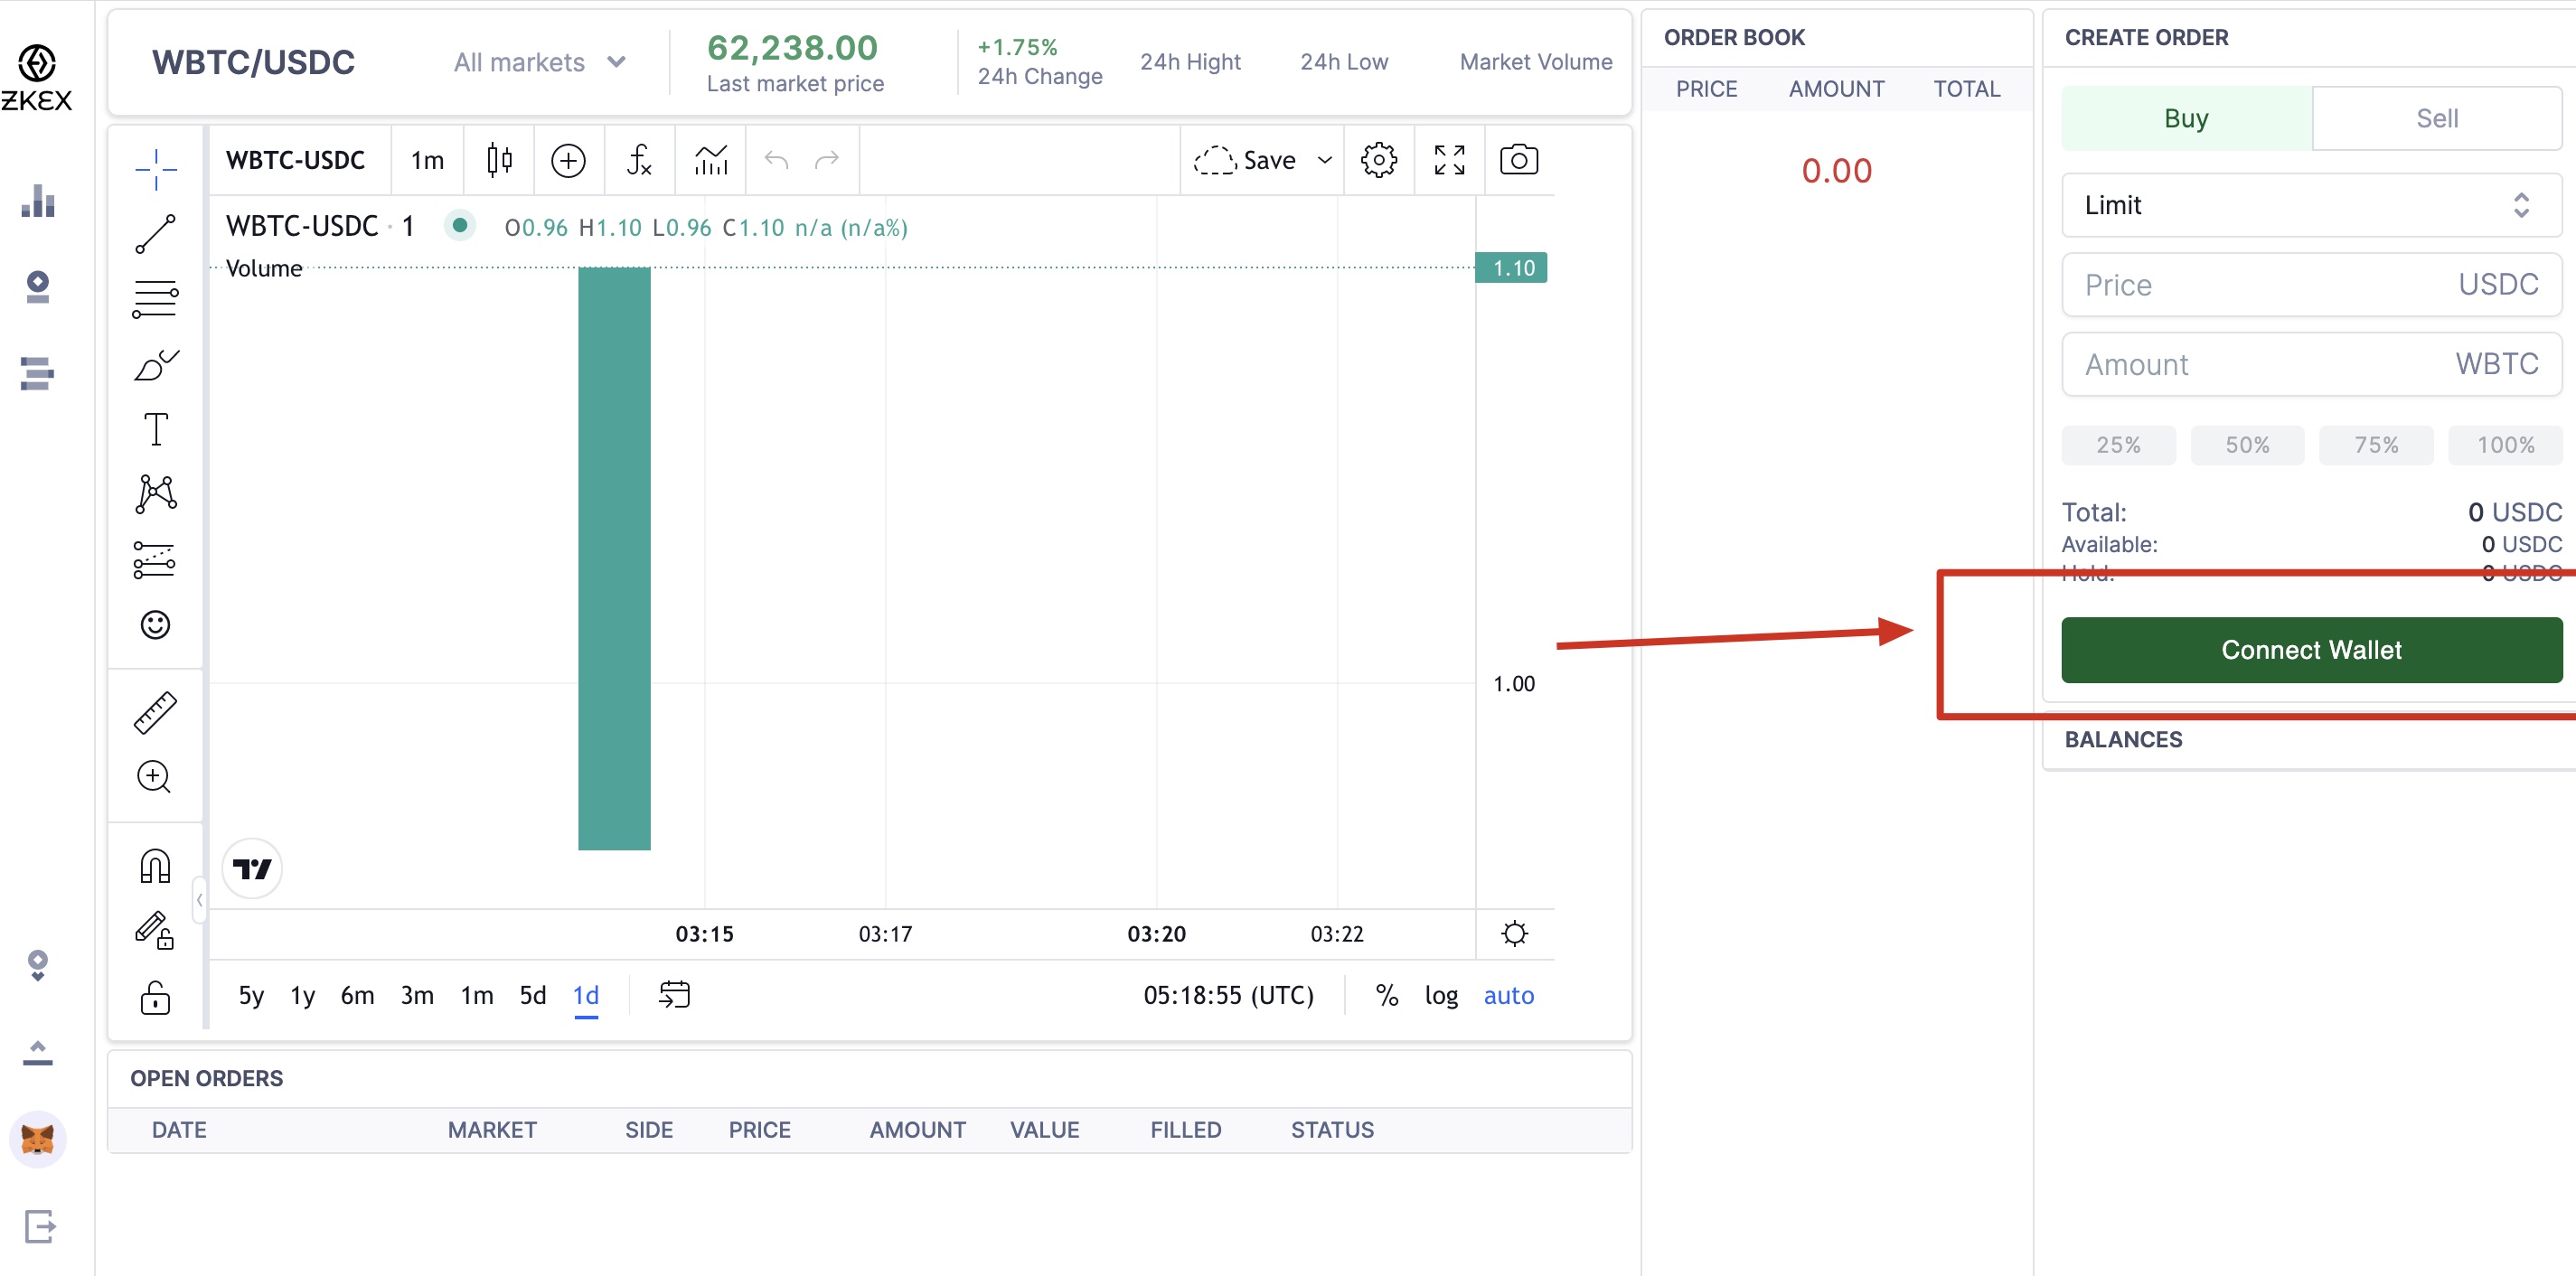 ZKEX
WBTC/USDC
All markets
62,238.00
Last market price
+1.75%
24h Change
24h Hight
24h Low
Market Volume
WBTC-USDC
1m
Save
WBTC-USDC · 1
O0.96 H1.10 L0.96 C1.10 n/a (n/a%)
Volume
1.10
1.00
03:15
03:17
03:20
03:22
5y 1y 6m 3m 1m 5d 1d
05:18:55 (UTC)
%
log
auto
OPEN ORDERS
DATE MARKET SIDE PRICE AMOUNT VALUE FILLED STATUS
ORDER BOOK
PRICE AMOUNT TOTAL
0.00
CREATE ORDER
Buy
Sell
Limit
Price USDC
Amount WBTC
25% 50% 75% 100%
Total: 0 USDC
Available: 0 USDC
Hold: 0 USDC
Connect Wallet
BALANCES